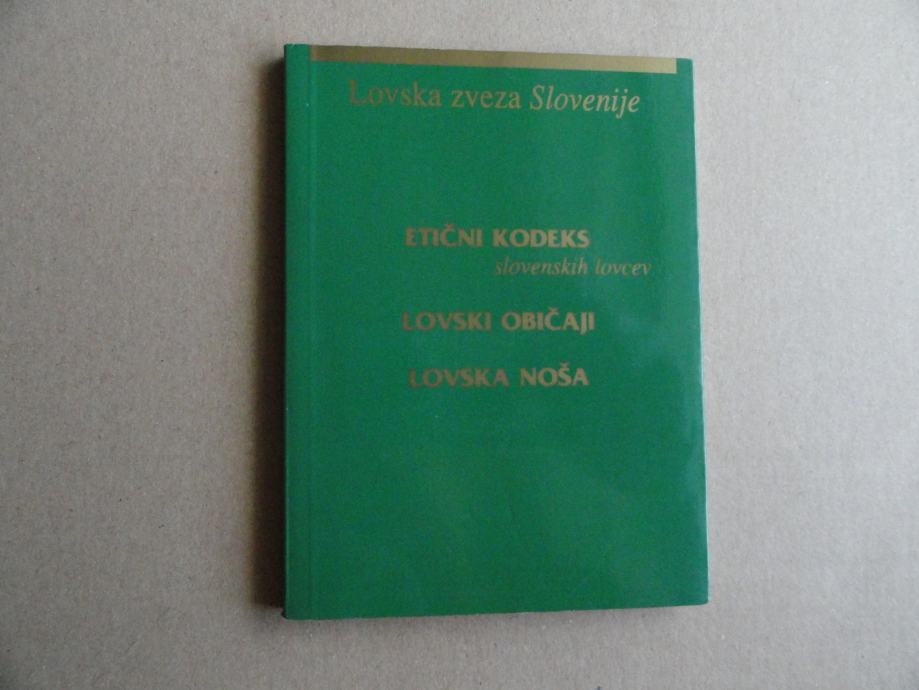 Lovska zveza Slovenije
ETIČNI KODEKS
slovenskih lovcev
LOVSKI OBIČAJI
LOVSKA NOŠA